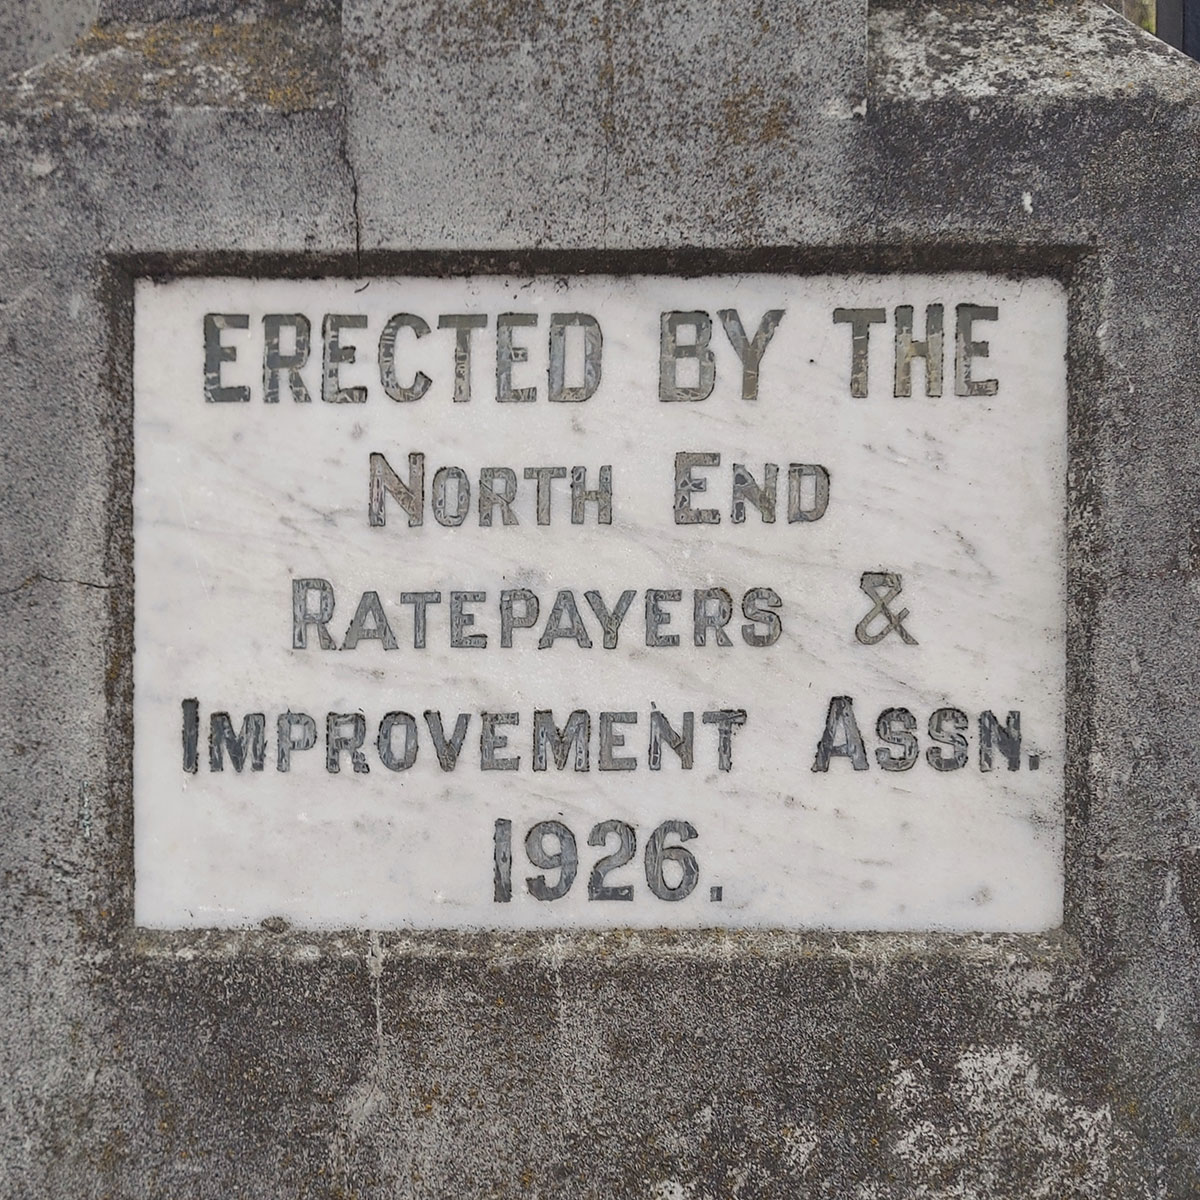 ERECTED BY THE
NORTH END
RATEPAYERS &
IMPROVEMENT ASSN.
1926.